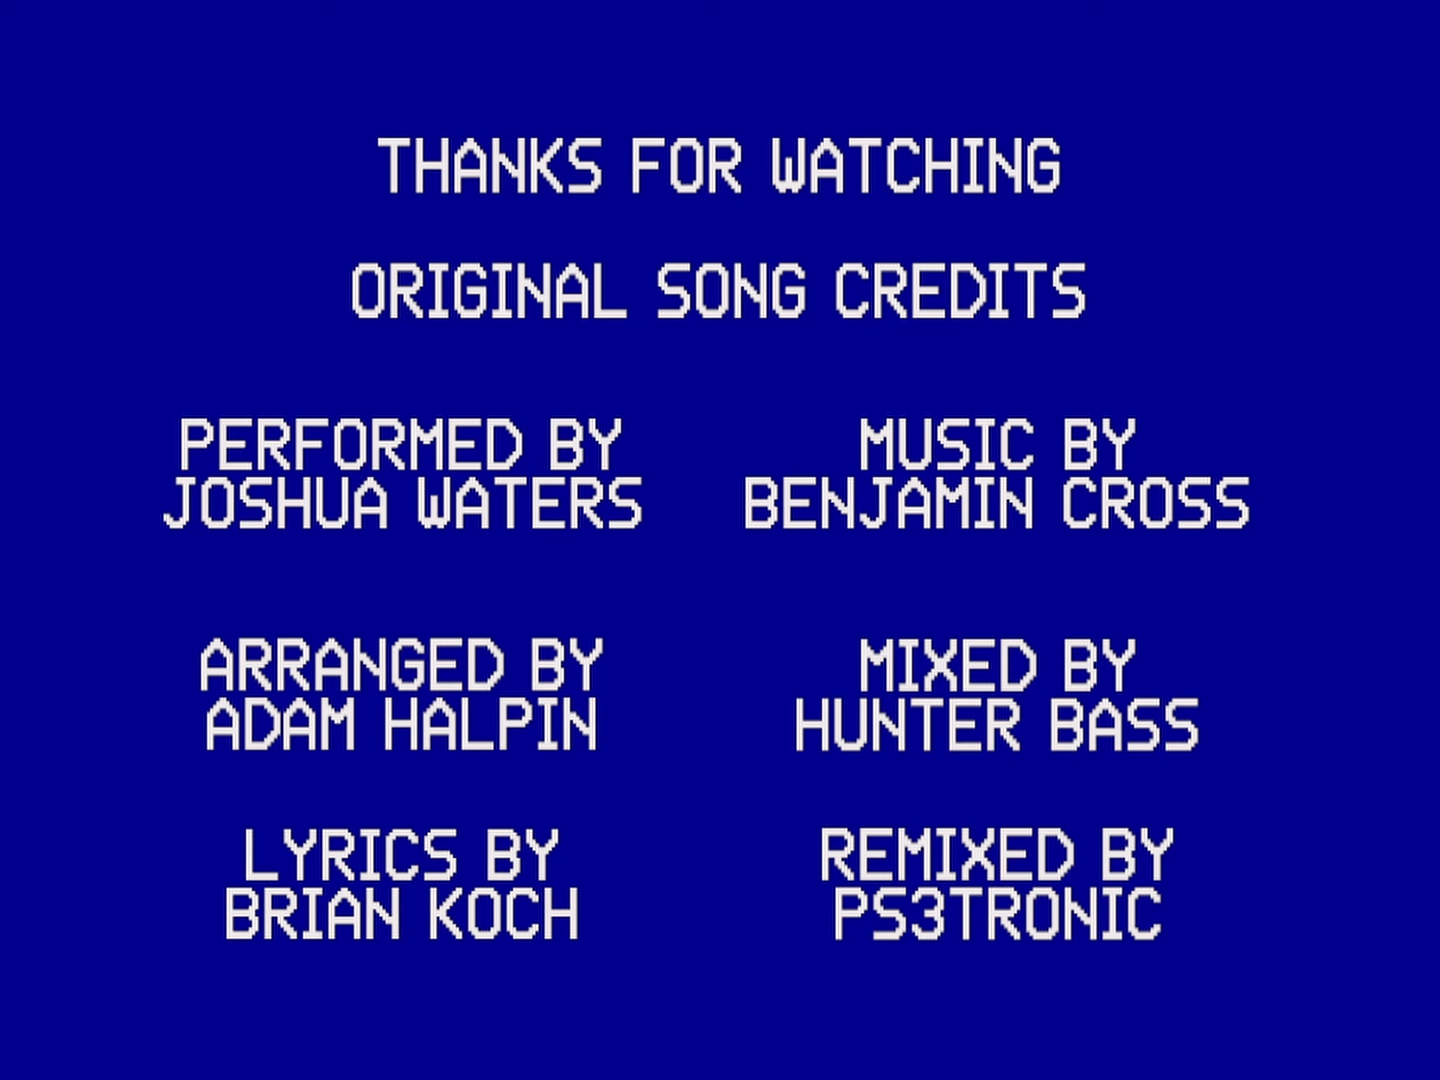 THANKS FOR WATCHING
ORIGINAL SONG CREDITS
PERFORMED BY
JOSHUA WATERS
MUSIC BY
BENJAMIN CROSS
ARRANGED BY
ADAM HALPIN
MIXED BY
HUNTER BASS
LYRICS BY
BRIAN KOCH
REMIXED BY
PS3TRONIC